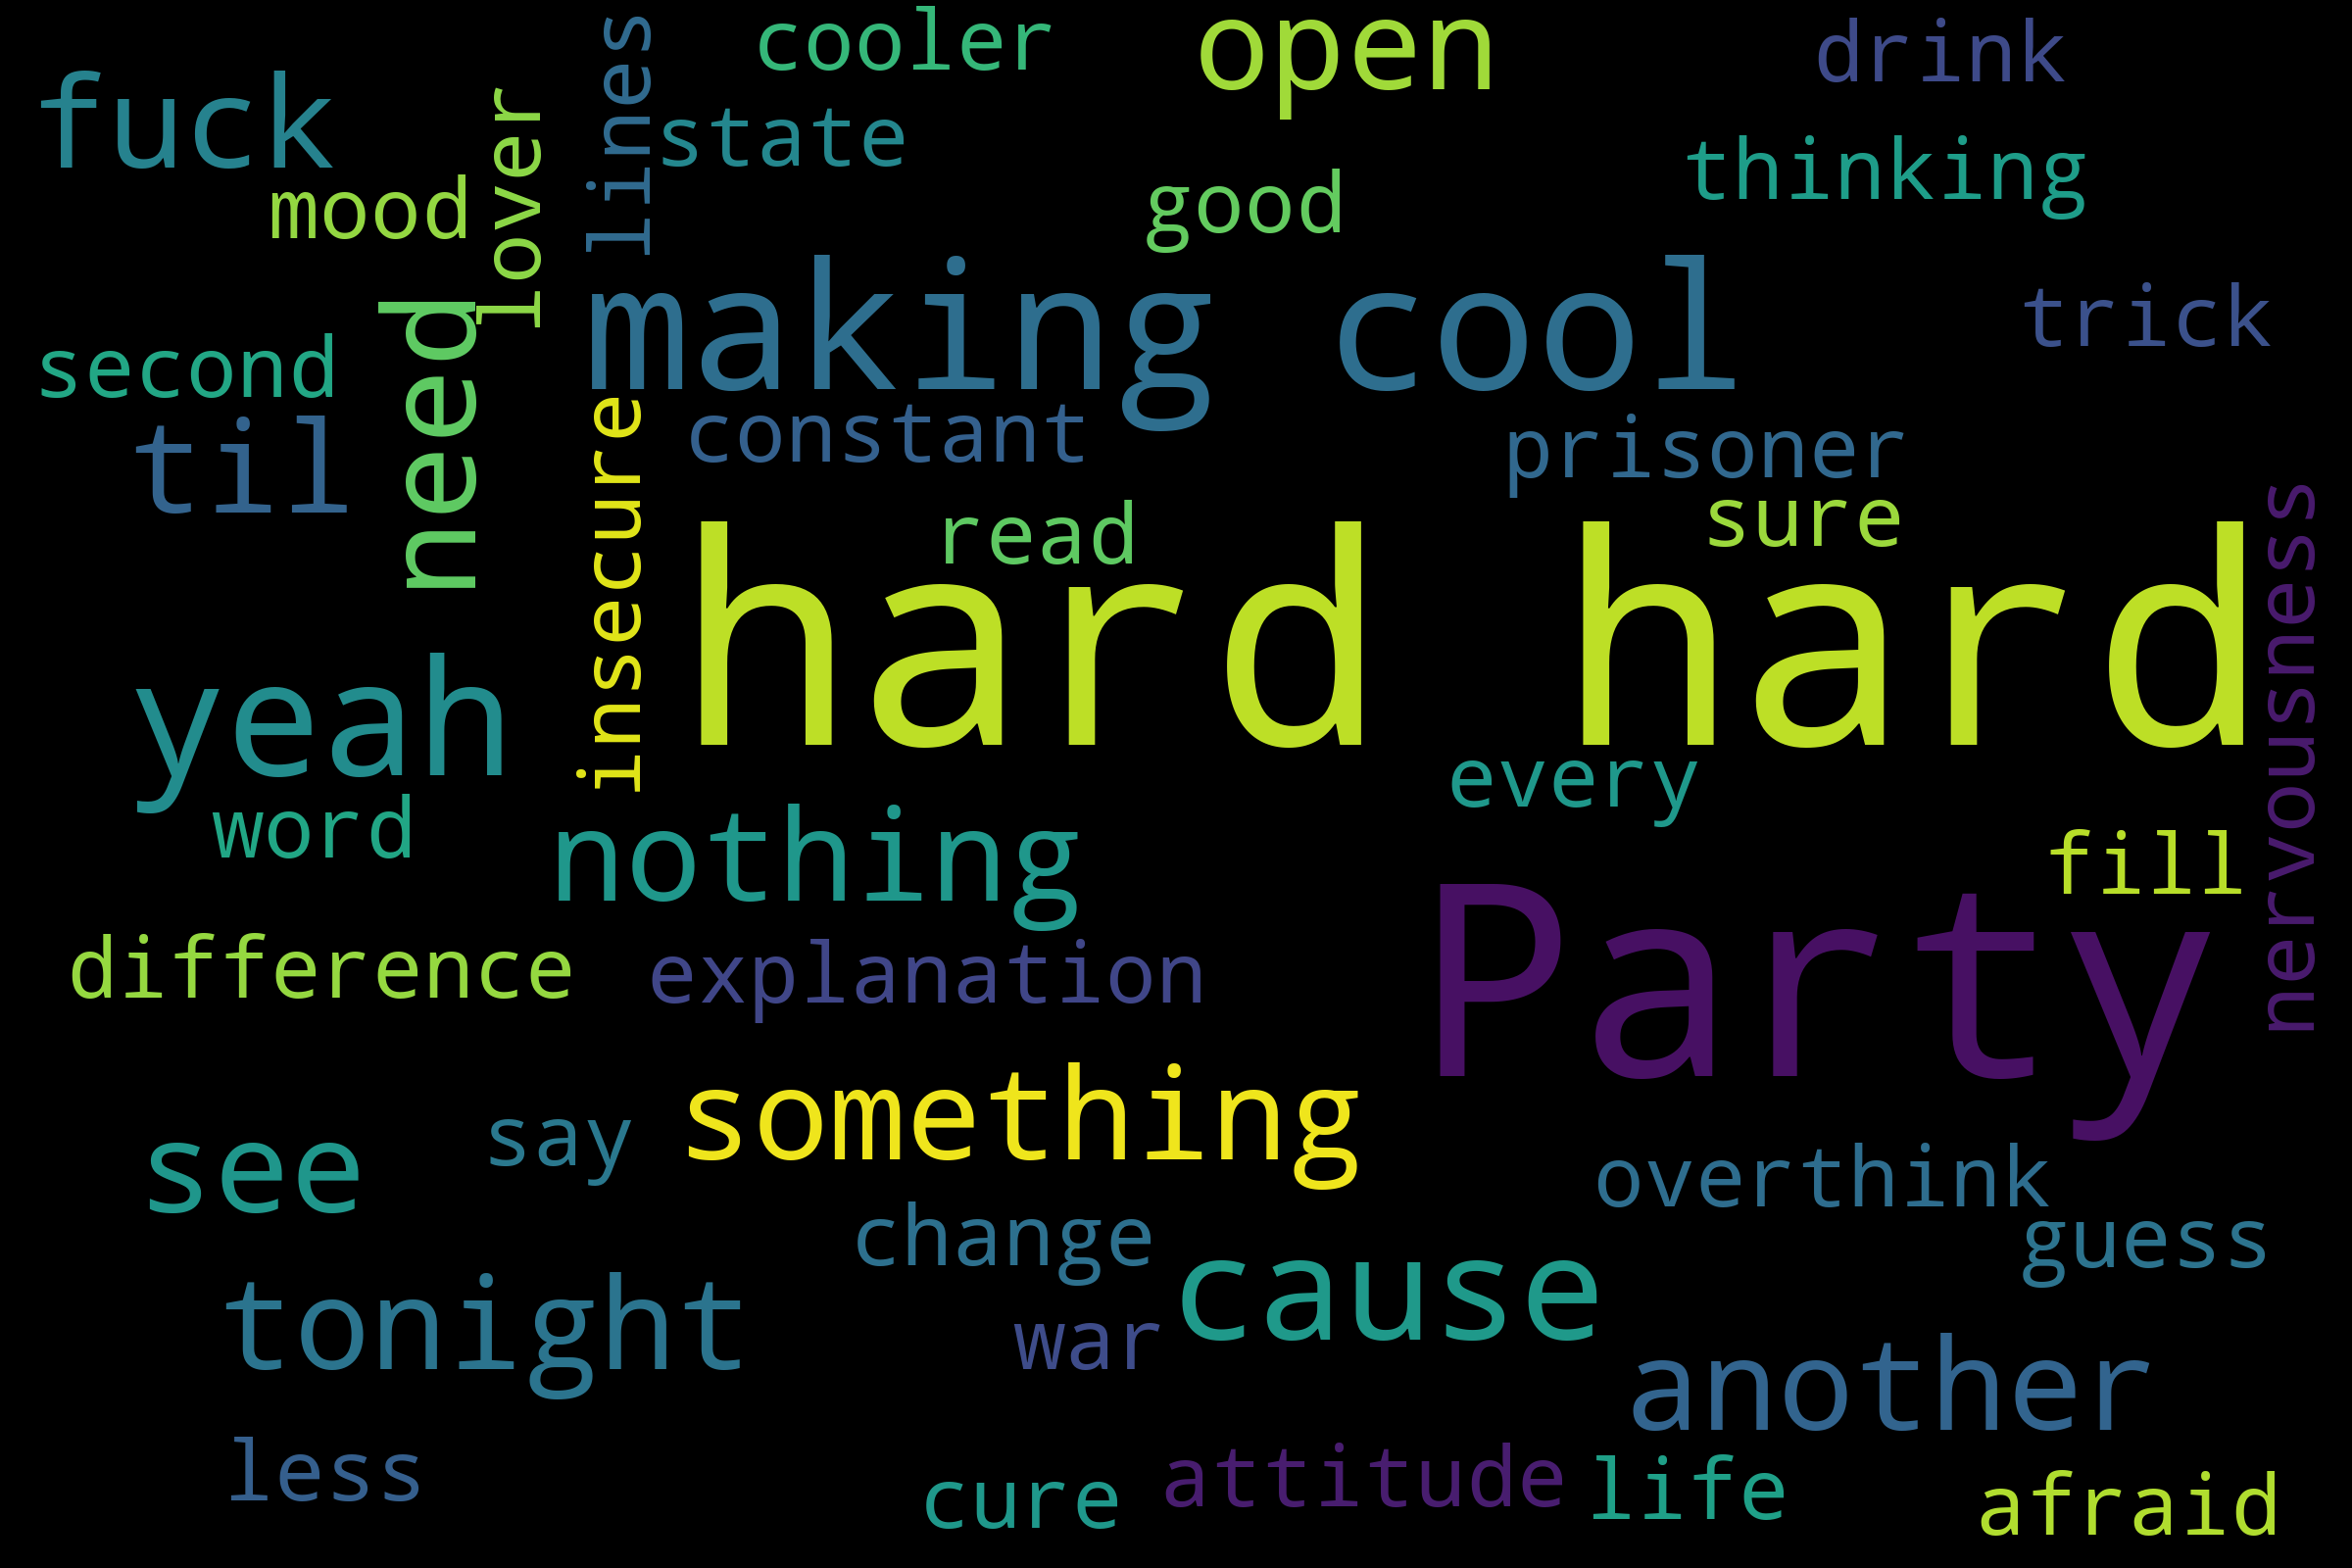 cooler
open
drink
fuck
lines
state
lover
thinking
mood
good
making cool
trick
second
need
til
constant
prisoner
insecure
read
sure
hard hard
nervousness
yeah
every
word
nothing
fill
Party
difference
explanation
something
say
see
overthink
change
guess
cause
tonight
war
another
less
cure
attitude
life
afraid